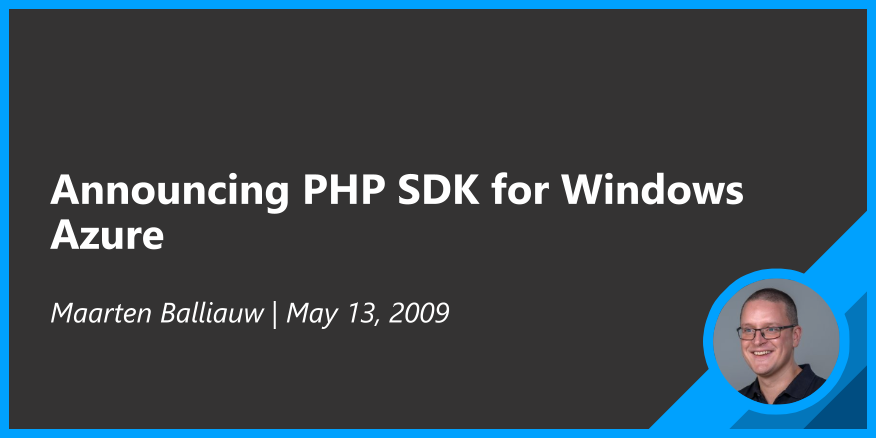 Announcing PHP SDK for Windows
Azure
Maarten Balliauw | May 13, 2009